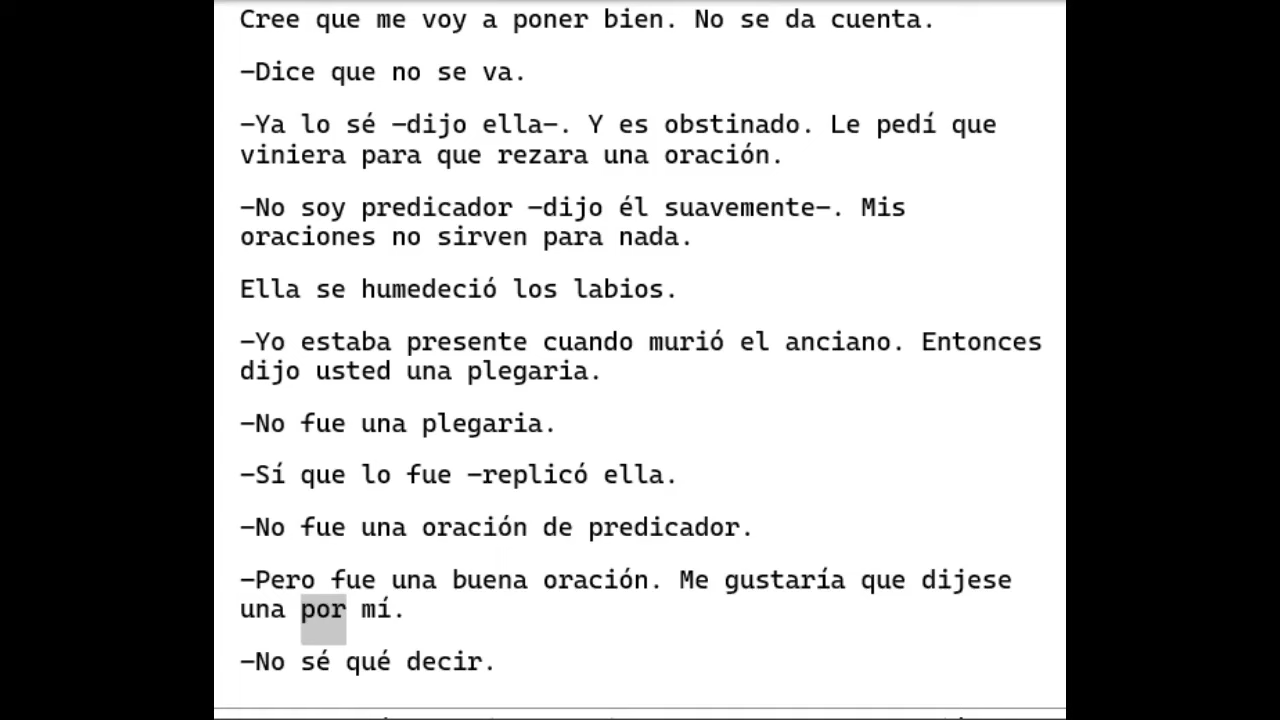 Cree que me voy a poner bien. No se da cuenta.
—Dice que no se va.
—Ya lo sé —dijo ella—. Y es obstinado. Le pedí que
viniera para que rezara una oración.
—No soy predicador —dijo él suavemente—. Mis
oraciones no sirven para nada.
Ella se humedeció los labios.
—Yo estaba presente cuando murió el anciano. Entonces
dijo usted una plegaria.
—No fue una plegaria.
—Sí que lo fue —replicó ella.
—No fue una oración de predicador.
—Pero fue una buena oración. Me gustaría que dijese
una por mí.
—No sé qué decir.